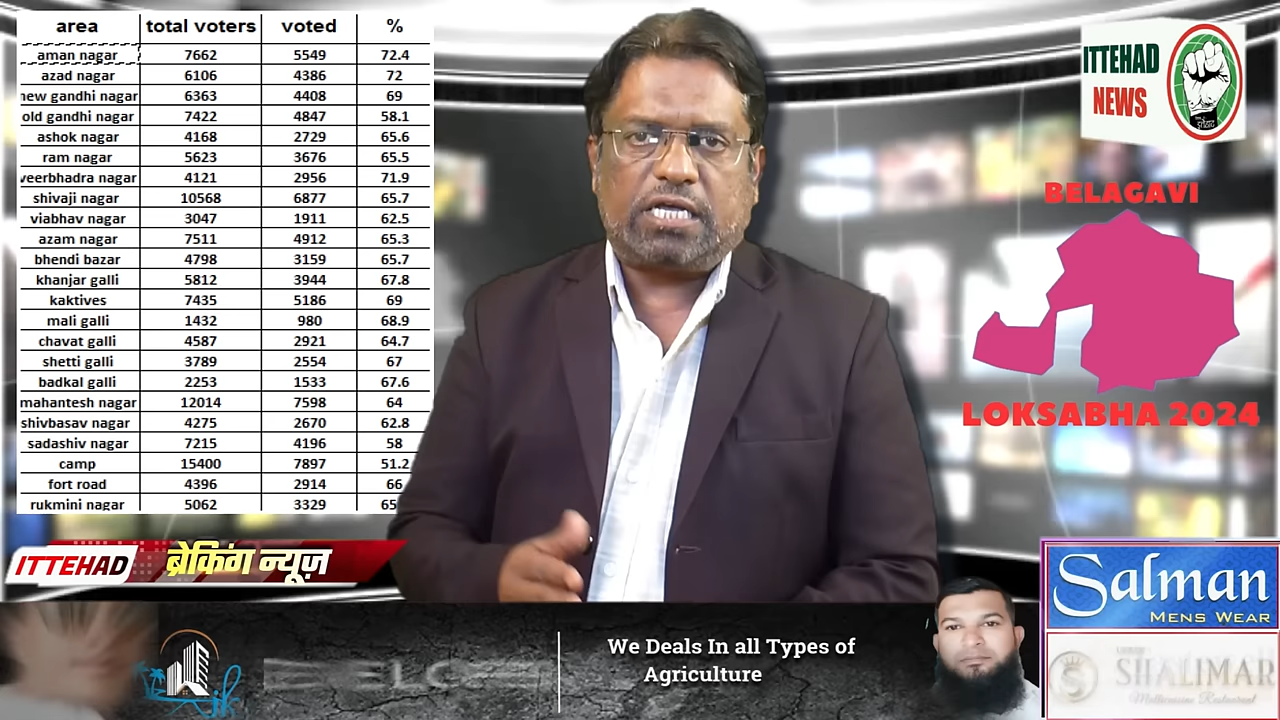 area total voters voted %
aman nagar 7662 5549 72.4
azad nagar 6106 4386 72
new gandhi nagar 6363 4408 69
old gandhi nagar 7422 4847 58.1
ashok nagar 4168 2729 65.6
ram nagar 5623 3676 65.5
veerbhadra nagar 4121 2956 71.9
shivaji nagar 10568 6877 65.7
viabhav nagar 3047 1911 62.5
azam nagar 7511 4912 65.3
bhendi bazar 4798 3159 65.7
khanjar galli 5812 3944 67.8
kaktives 7435 5186 69
mali galli 1432 980 68.9
chavat galli 4587 2921 64.7
shetti galli 3789 2554 67
badkal galli 2253 1533 67.6
mahantesh nagar 12014 7598 64
shivbasav nagar 4275 2670 62.8
sadashiv nagar 7215 4196 58
camp 15400 7897 51.2
fort road 4396 2914 66
rukmini nagar 5062 3329 65
ITTEHAD
NEWS
BELAGAVI
LOKSABHA 2024
ITTEHAD ब्रेकिंग न्यूज़
We Deals In all Types of
Agriculture
Salman
MENS WEAR
SHALIMAR
Multicuisine Restaurant